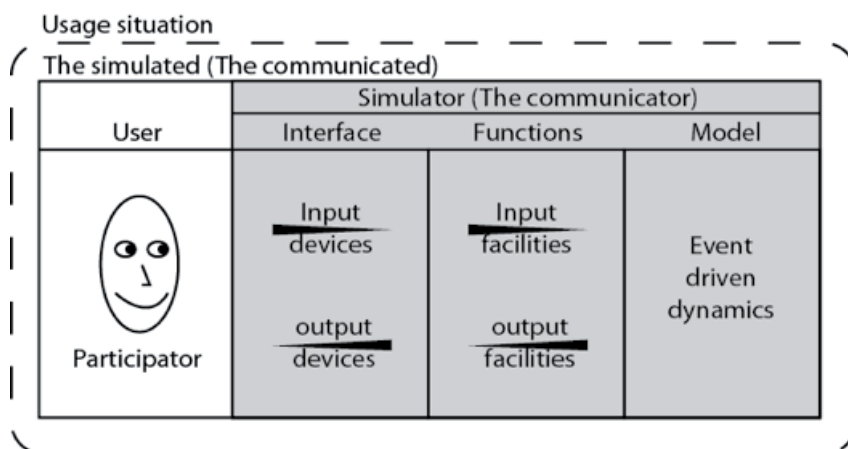 Usage situation
The simulated (The communicated)
Simulator (The communicator)
User
Interface
Functions
Model
Input
devices
Input
facilities
Event
driven
dynamics
output
devices
output
facilities
Participator